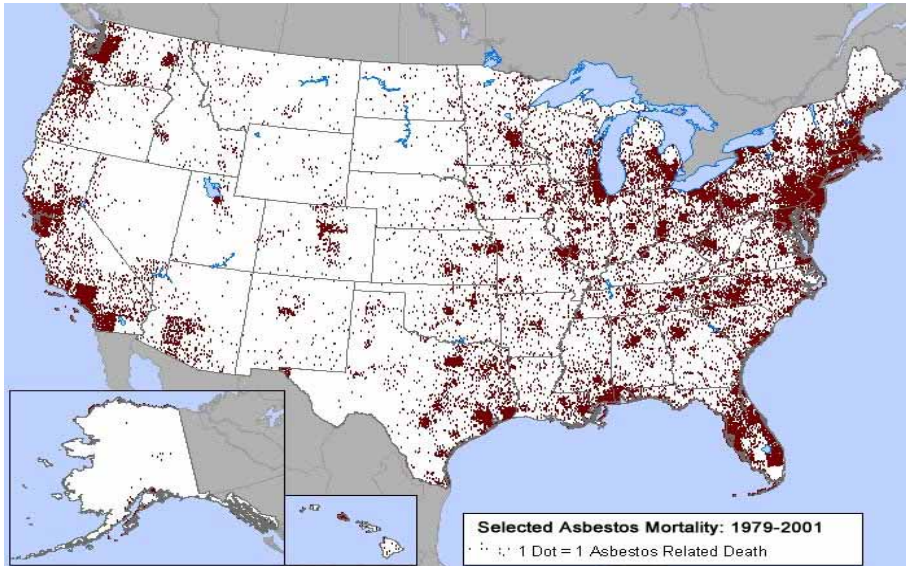 Selected Asbestos Mortality: 1979-2001
1 Dot = 1 Asbestos Related Death